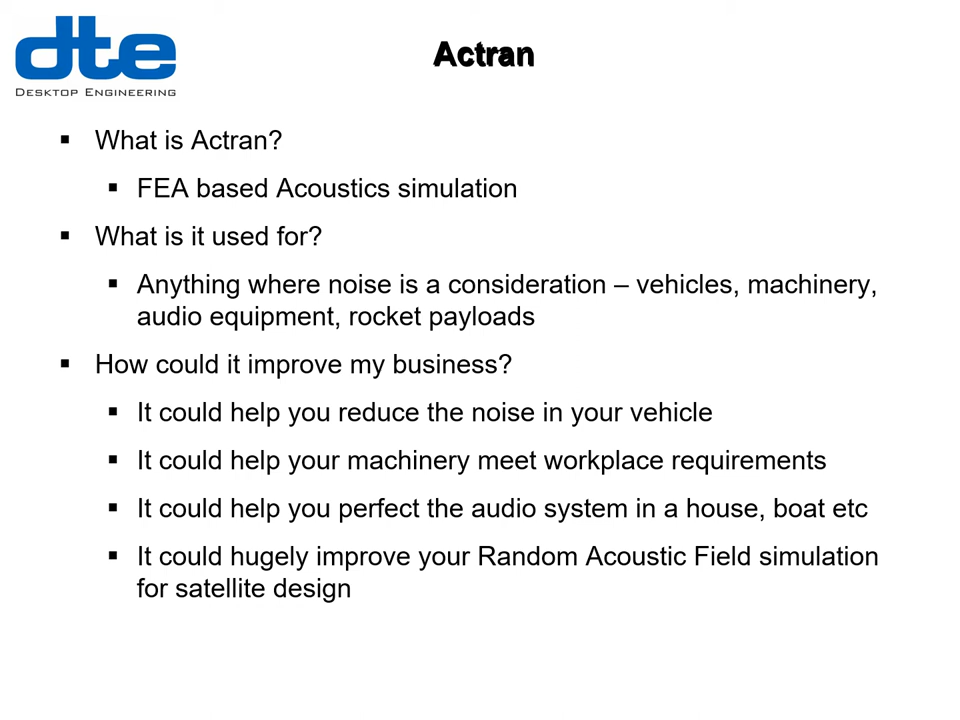 dte
DESKTOP ENGINEERING
Actran
▪ What is Actran?
▪ FEA based Acoustics simulation
▪ What is it used for?
▪ Anything where noise is a consideration – vehicles, machinery,
audio equipment, rocket payloads
▪ How could it improve my business?
▪ It could help you reduce the noise in your vehicle
▪ It could help your machinery meet workplace requirements
▪ It could help you perfect the audio system in a house, boat etc
▪ It could hugely improve your Random Acoustic Field simulation
for satellite design